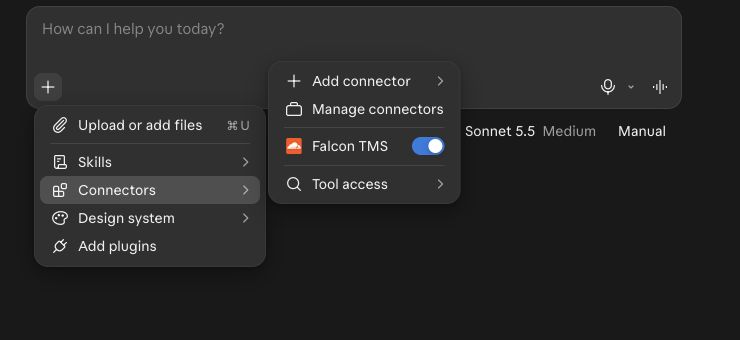 How can I help you today?
Add connector
Manage connectors
Falcon TMS
Tool access
Upload or add files ⌘U
Skills
Connectors
Design system
Add plugins
Sonnet 5.5 Medium Manual